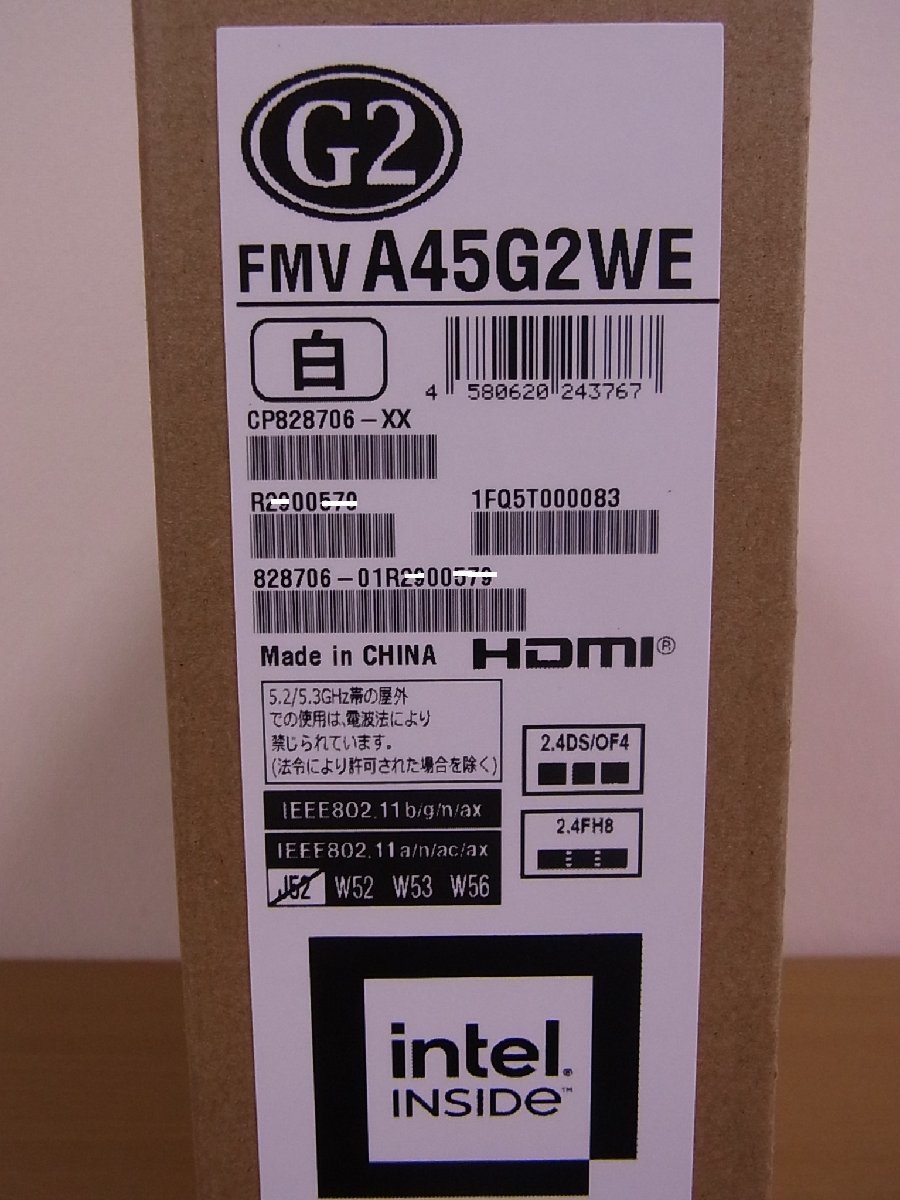 G2
FMV A45G2WE
白
4 580620 243767
CP828706-XX
R2900579 1FQ5T000083
828706-01R2900579
Made in CHINA HDMI®
5.2/5.3GHz帯の屋外
での使用は、電波法により
禁じられています。
(法令により許可された場合を除く)
2.4DS/OF4
IEEE802.11b/g/n/ax
2.4FH8
IEEE802.11a/n/ac/ax
J52 W52 W53 W56
intel®
INSIDe™